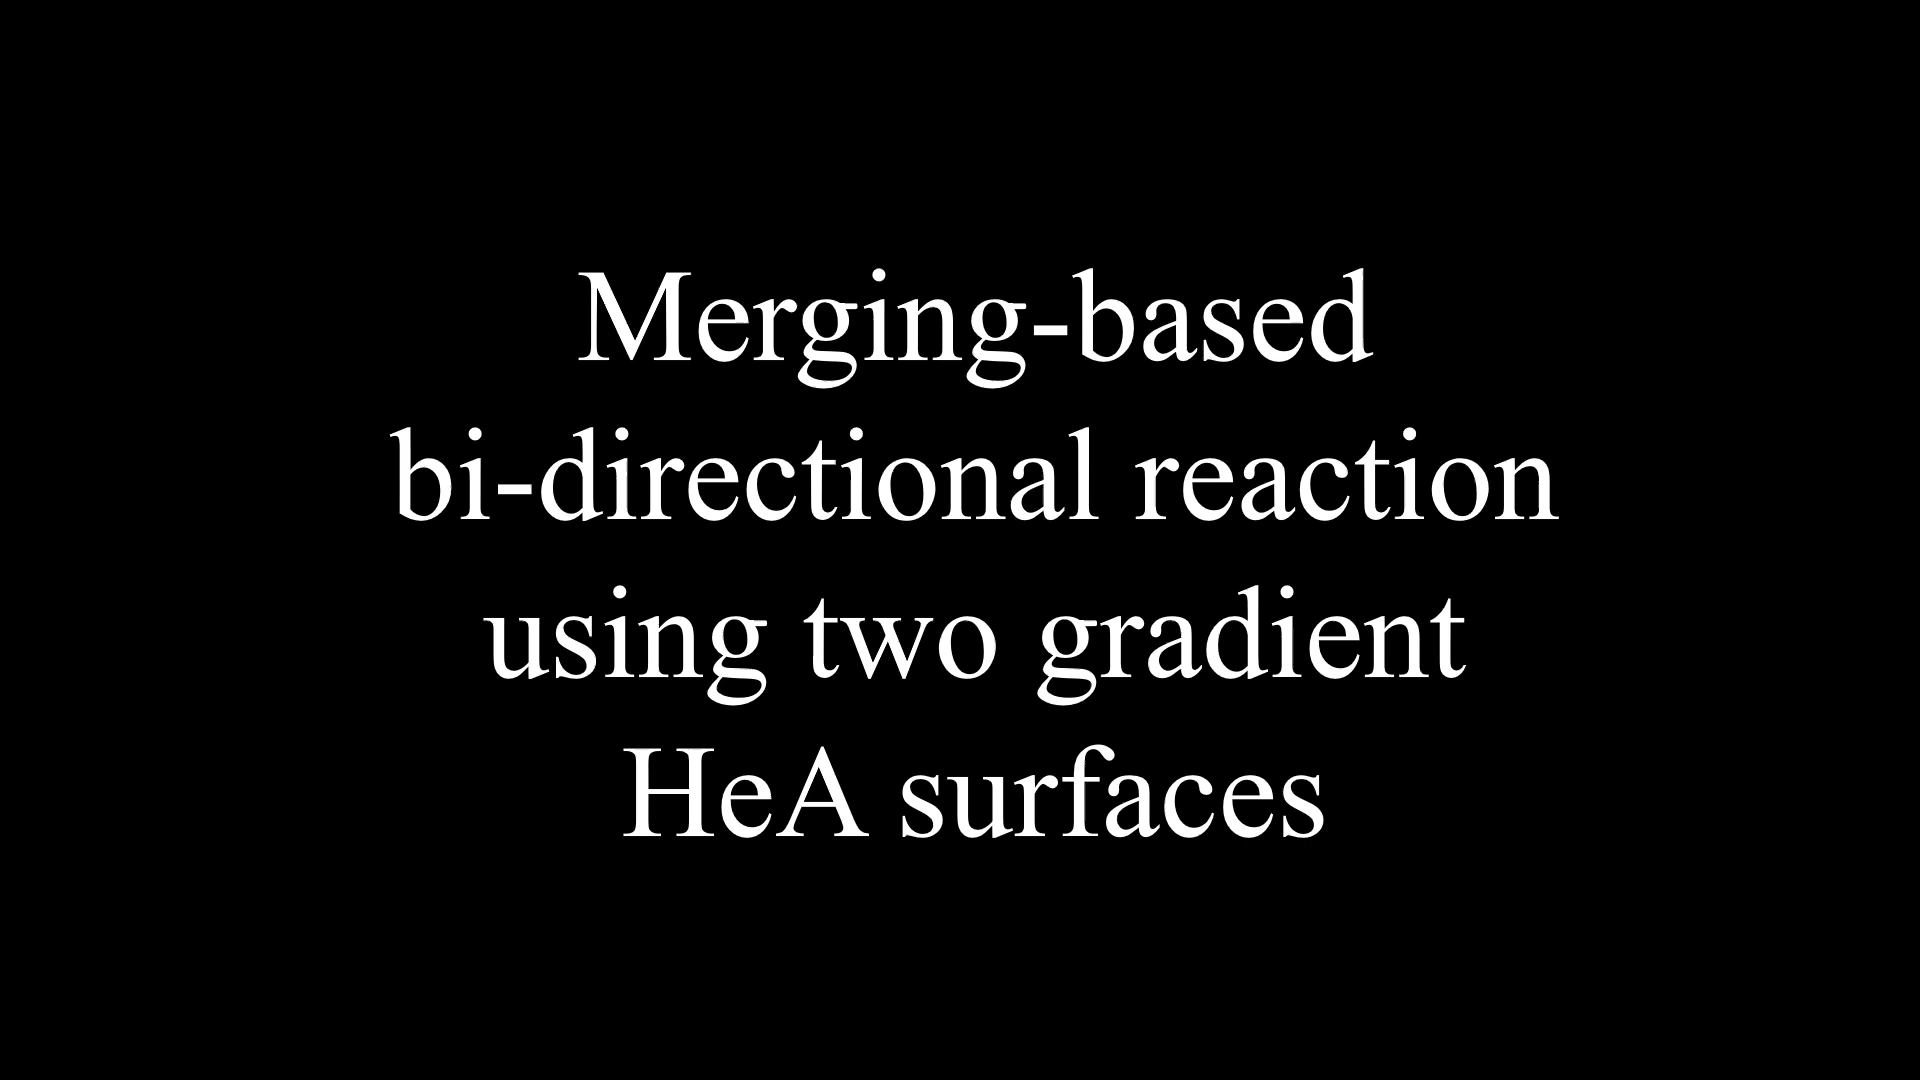 Merging-based
bi-directional reaction
using two gradient
HeA surfaces